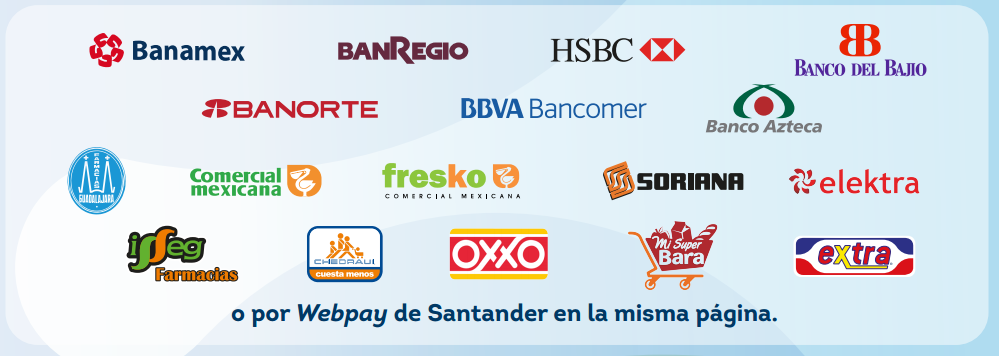 Banamex
BANREGIO
HSBC
BB
BANCO DEL BAJIO
BANORTE
BBVA Bancomer
Banco Azteca
FARMACIAS
GUADALAJARA
Comercial
mexicana
fresko
COMERCIAL MEXICANA
SORIANA
elektra
isseg
Farmacias
CHEDRAUI
cuesta menos
OXXO
Mi Super
Bara
extra
o por Webpay de Santander en la misma página.